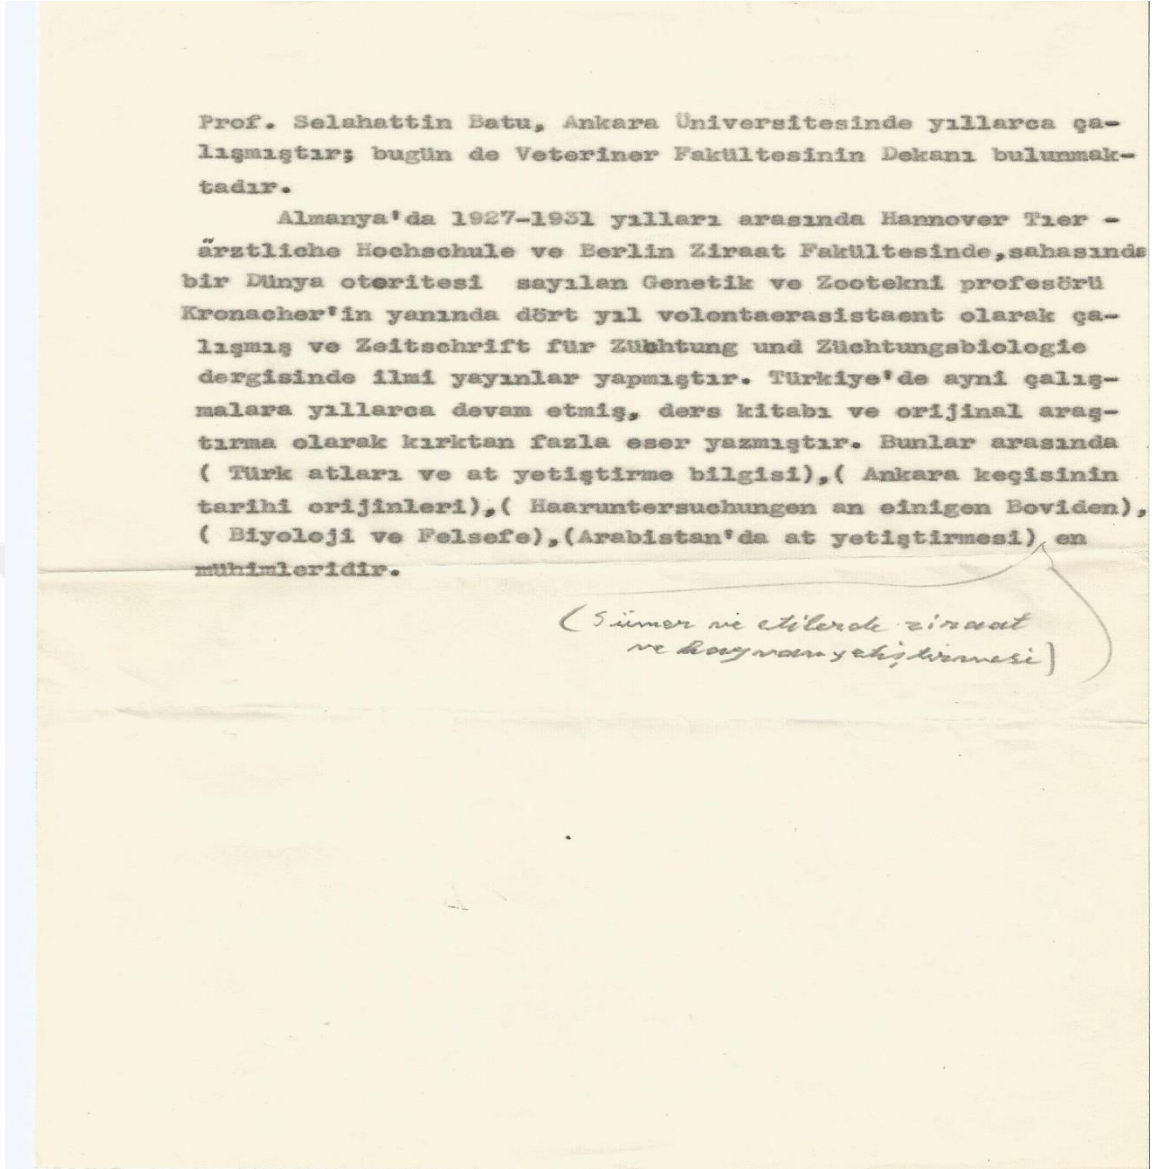 Prof. Selahattin Batu, Ankara Üniversitesinde yıllarca ça-
lışmıştır; bugün de Veteriner Fakültesinin Dekanı bulunmak-
tadır.
Almanya'da 1927-1931 yılları arasında Hannover Tıer -
ärztliche Hochschule ve Berlin Ziraat Fakültesinde,sahasında
bir Dünya otoritesi sayılan Genetik ve Zootekni profesörü
Kronacher'in yanında dört yıl volontaerasistaent olarak ça-
lışmış ve Zeitschrift für Züchtung und Züchtungsbiologie
dergisinde ilmi yayınlar yapmıştır. Türkiye'de ayni çalış-
malara yıllarca devam etmiş, ders kitabı ve orijinal araş-
tırma olarak kırktan fazla eser yazmıştır. Bunlar arasında
( Türk atları ve at yetiştirme bilgisi),( Ankara keçisinin
tarihi orijinleri),( Haaruntersuchungen an einigen Boviden),
( Biyoloji ve Felsefe),(Arabistan'da at yetiştirmesi) en
mühimleridir.
(Sümer ve etilerde ziraat
ve hayvan yetiştirmesi)